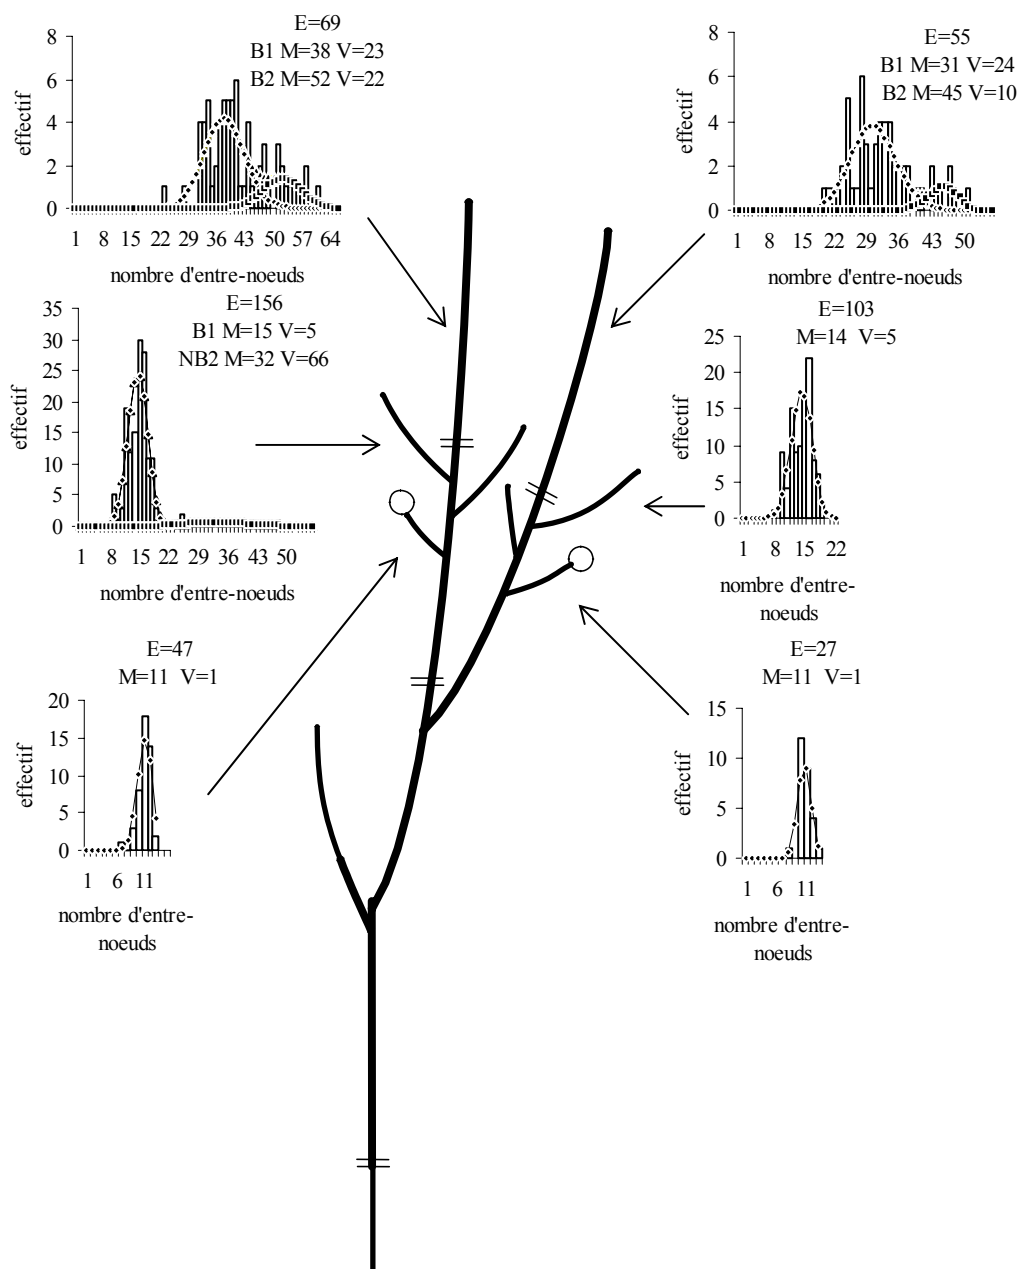 E=69
B1 M=38 V=23
B2 M=52 V=22
effectif
8
6
4
2
0
1 8 15 22 29 36 43 50 57 64
nombre d'entre-noeuds
E=55
B1 M=31 V=24
B2 M=45 V=10
effectif
8
6
4
2
0
1 8 15 22 29 36 43 50
nombre d'entre-noeuds
E=156
B1 M=15 V=5
NB2 M=32 V=66
effectif
35
30
25
20
15
10
5
0
1 8 15 22 29 36 43 50
nombre d'entre-noeuds
E=103
M=14 V=5
effectif
25
20
15
10
5
0
1 8 15 22
nombre d'entre-
noeuds
E=47
M=11 V=1
effectif
20
15
10
5
0
1 6 11
nombre d'entre-
noeuds
E=27
M=11 V=1
effectif
15
10
5
0
1 6 11
nombre d'entre-
noeuds